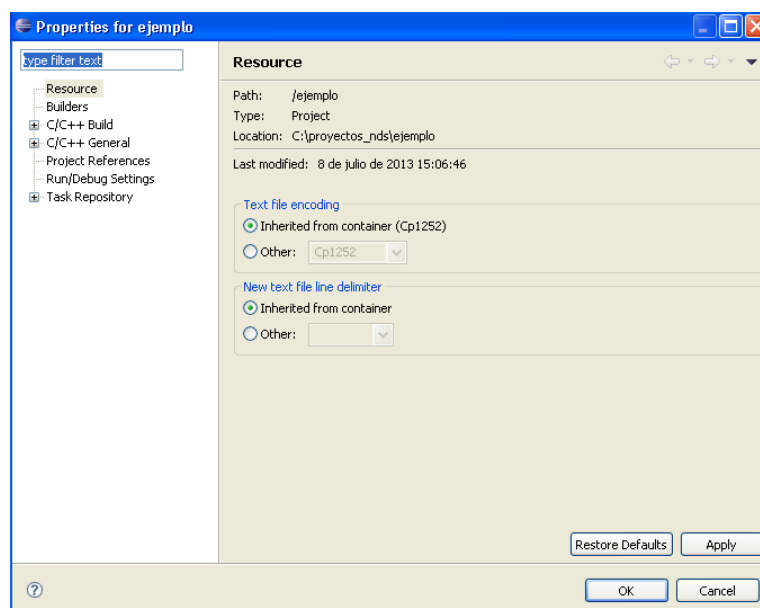 Properties for ejemplo
type filter text
Resource
Builders
C/C++ Build
C/C++ General
Project References
Run/Debug Settings
Task Repository
Resource
Path: /ejemplo
Type: Project
Location: C:\proyectos_nds\ejemplo
Last modified: 8 de julio de 2013 15:06:46
Text file encoding
Inherited from container (Cp1252)
Other: Cp1252
New text file line delimiter
Inherited from container
Other:
Restore Defaults Apply
? OK Cancel